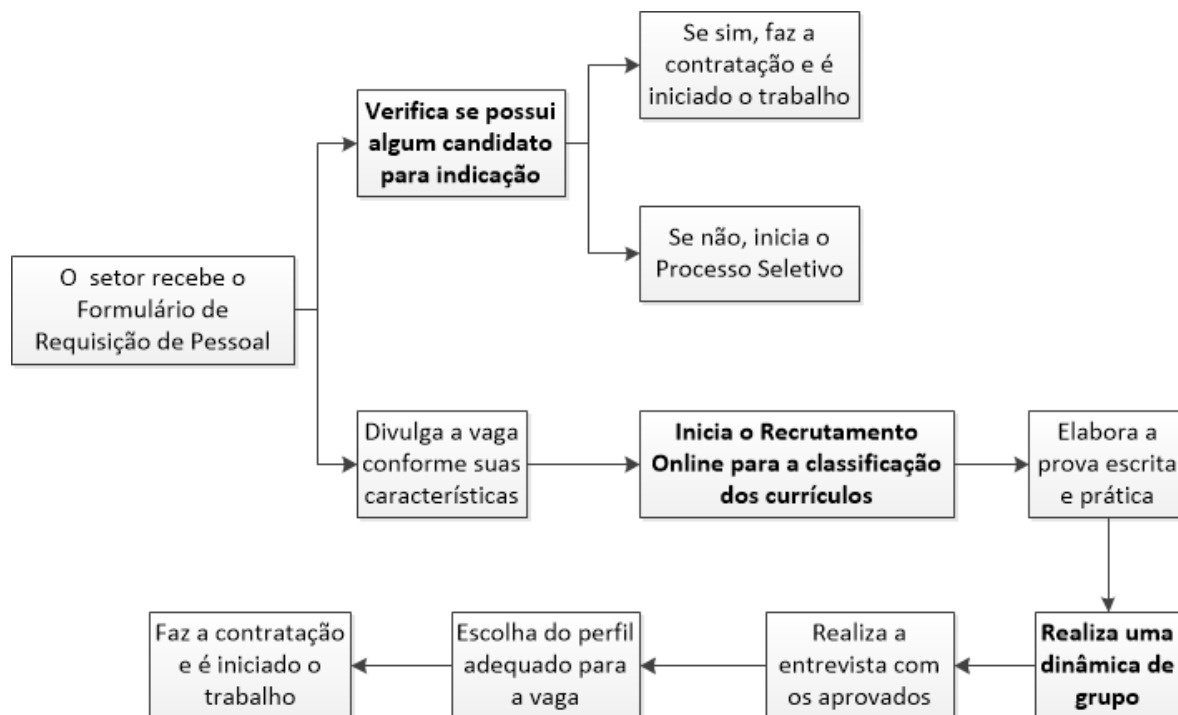 Se sim, faz a
contratação e é
iniciado o trabalho
Verifica se possui
algum candidato
para indicação
Se não, inicia o
Processo Seletivo
O setor recebe o
Formulário de
Requisição de Pessoal
Divulga a vaga
conforme suas
características
Inicia o Recrutamento
Online para a classificação
dos currículos
Elabora a
prova escrita
e prática
Realiza uma
dinâmica de
grupo
Realiza a
entrevista com
os aprovados
Escolha do perfil
adequado para
a vaga
Faz a contratação
e é iniciado o
trabalho